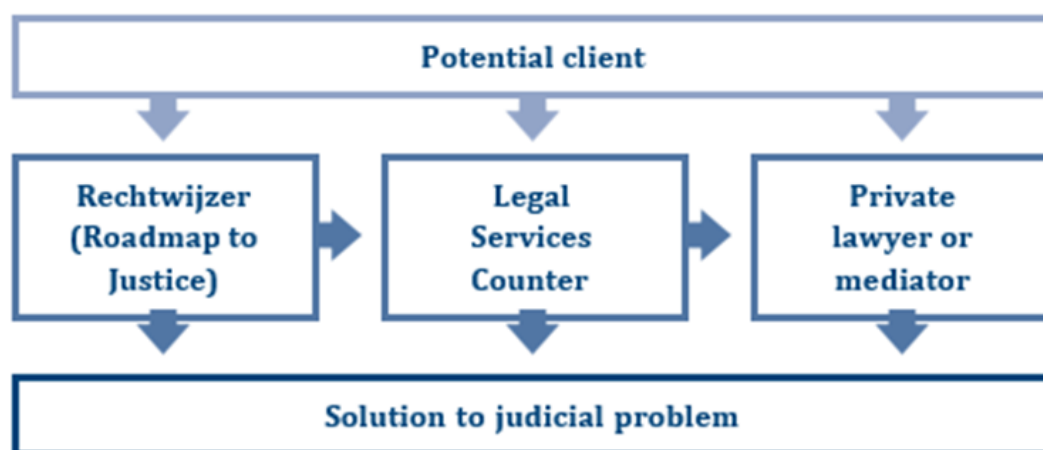 Potential client
Rechtwijzer
(Roadmap to
Justice)
Legal
Services
Counter
Private
lawyer or
mediator
Solution to judicial problem